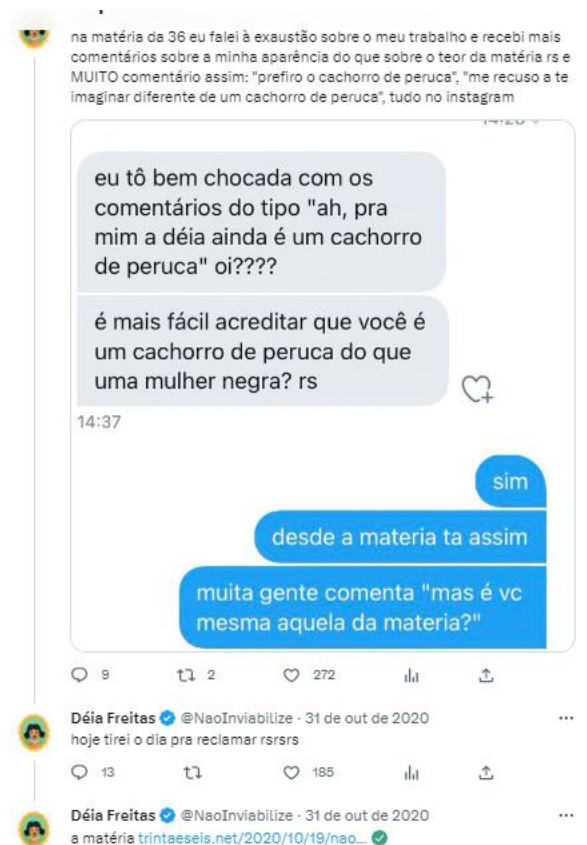 na matéria da 36 eu falei à exaustão sobre o meu trabalho e recebi mais
comentários sobre a minha aparência do que sobre o teor da matéria rs e
MUITO comentário assim: "prefiro o cachorro de peruca", "me recuso a te
imaginar diferente de um cachorro de peruca", tudo no instagram
eu tô bem chocada com os
comentários do tipo "ah, pra
mim a déia ainda é um cachorro
de peruca" oi????
é mais fácil acreditar que você é
um cachorro de peruca do que
uma mulher negra? rs
14:37
sim
desde a materia ta assim
muita gente comenta "mas é vc
mesma aquela da materia?"
9 2 272
Déia Freitas @NaoInviabilize · 31 de out de 2020 ...
hoje tirei o dia pra reclamar rsrsrs
13 185
Déia Freitas @NaoInviabilize · 31 de out de 2020 ...
a matéria trintaeseis.net/2020/10/19/nao...